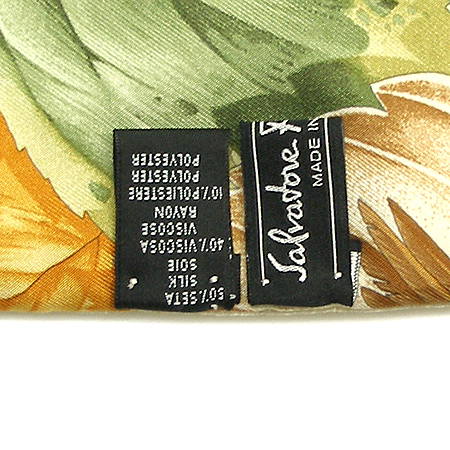 50%SETA
SILK
SOIE
40%VISCOSA
VISCOSE
RAYON
10%POLIESTERE
POLYESTER
POLYESTER
Salvatore
MADE IN